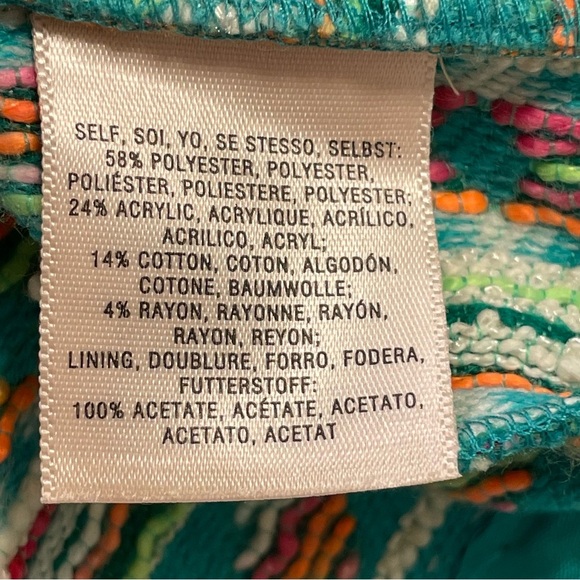 SELF, SOI, YO, SE STESSO, SELBST:
58% POLYESTER, POLYESTER,
POLIÉSTER, POLIESTERE, POLYESTER;
24% ACRYLIC, ACRYLIQUE, ACRÍLICO,
ACRILICO, ACRYL;
14% COTTON, COTON, ALGODÓN,
COTONE, BAUMWOLLE;
4% RAYON, RAYONNE, RAYÓN,
RAYON, REYON;
LINING, DOUBLURE, FORRO, FODERA,
FUTTERSTOFF:
100% ACETATE, ACÉTATE, ACETATO,
ACETATO, ACETAT